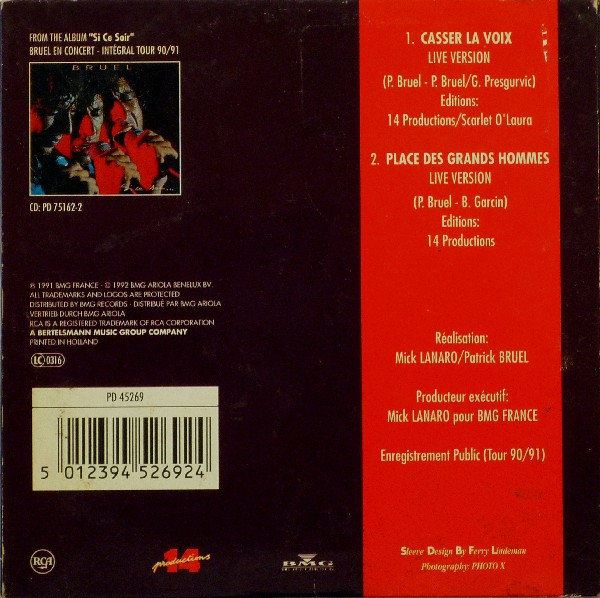 FROM THE ALBUM "Si Ce Soir"
BRUEL EN CONCERT - INTÉGRAL TOUR 90/91
BRUEL
Si ce soir...
CD: PD 75162-2
℗ 1991 BMG FRANCE - © 1992 BMG ARIOLA BENELUX BV.
ALL TRADEMARKS AND LOGOS ARE PROTECTED
DISTRIBUTED BY BMG RECORDS - DISTRIBUÉ PAR BMG ARIOLA
VERTRIEB DURCH BMG ARIOLA
RCA IS A REGISTERED TRADEMARK OF RCA CORPORATION
A BERTELSMANN MUSIC GROUP COMPANY
PRINTED IN HOLLAND
LC 0316
PD 45269
5 012394 526924
RCA
14 productions
BMG
1. CASSER LA VOIX
LIVE VERSION
(P. Bruel - P. Bruel/G. Presgurvic)
Editions:
14 Productions/Scarlet O'Laura
2. PLACE DES GRANDS HOMMES
LIVE VERSION
(P. Bruel - B. Garcin)
Editions:
14 Productions
Réalisation:
Mick LANARO/Patrick BRUEL
Producteur exécutif:
Mick LANARO pour BMG FRANCE
Enregistrement Public (Tour 90/91)
Sleeve Design By Ferry Lindeman
Photography: PHOTO X